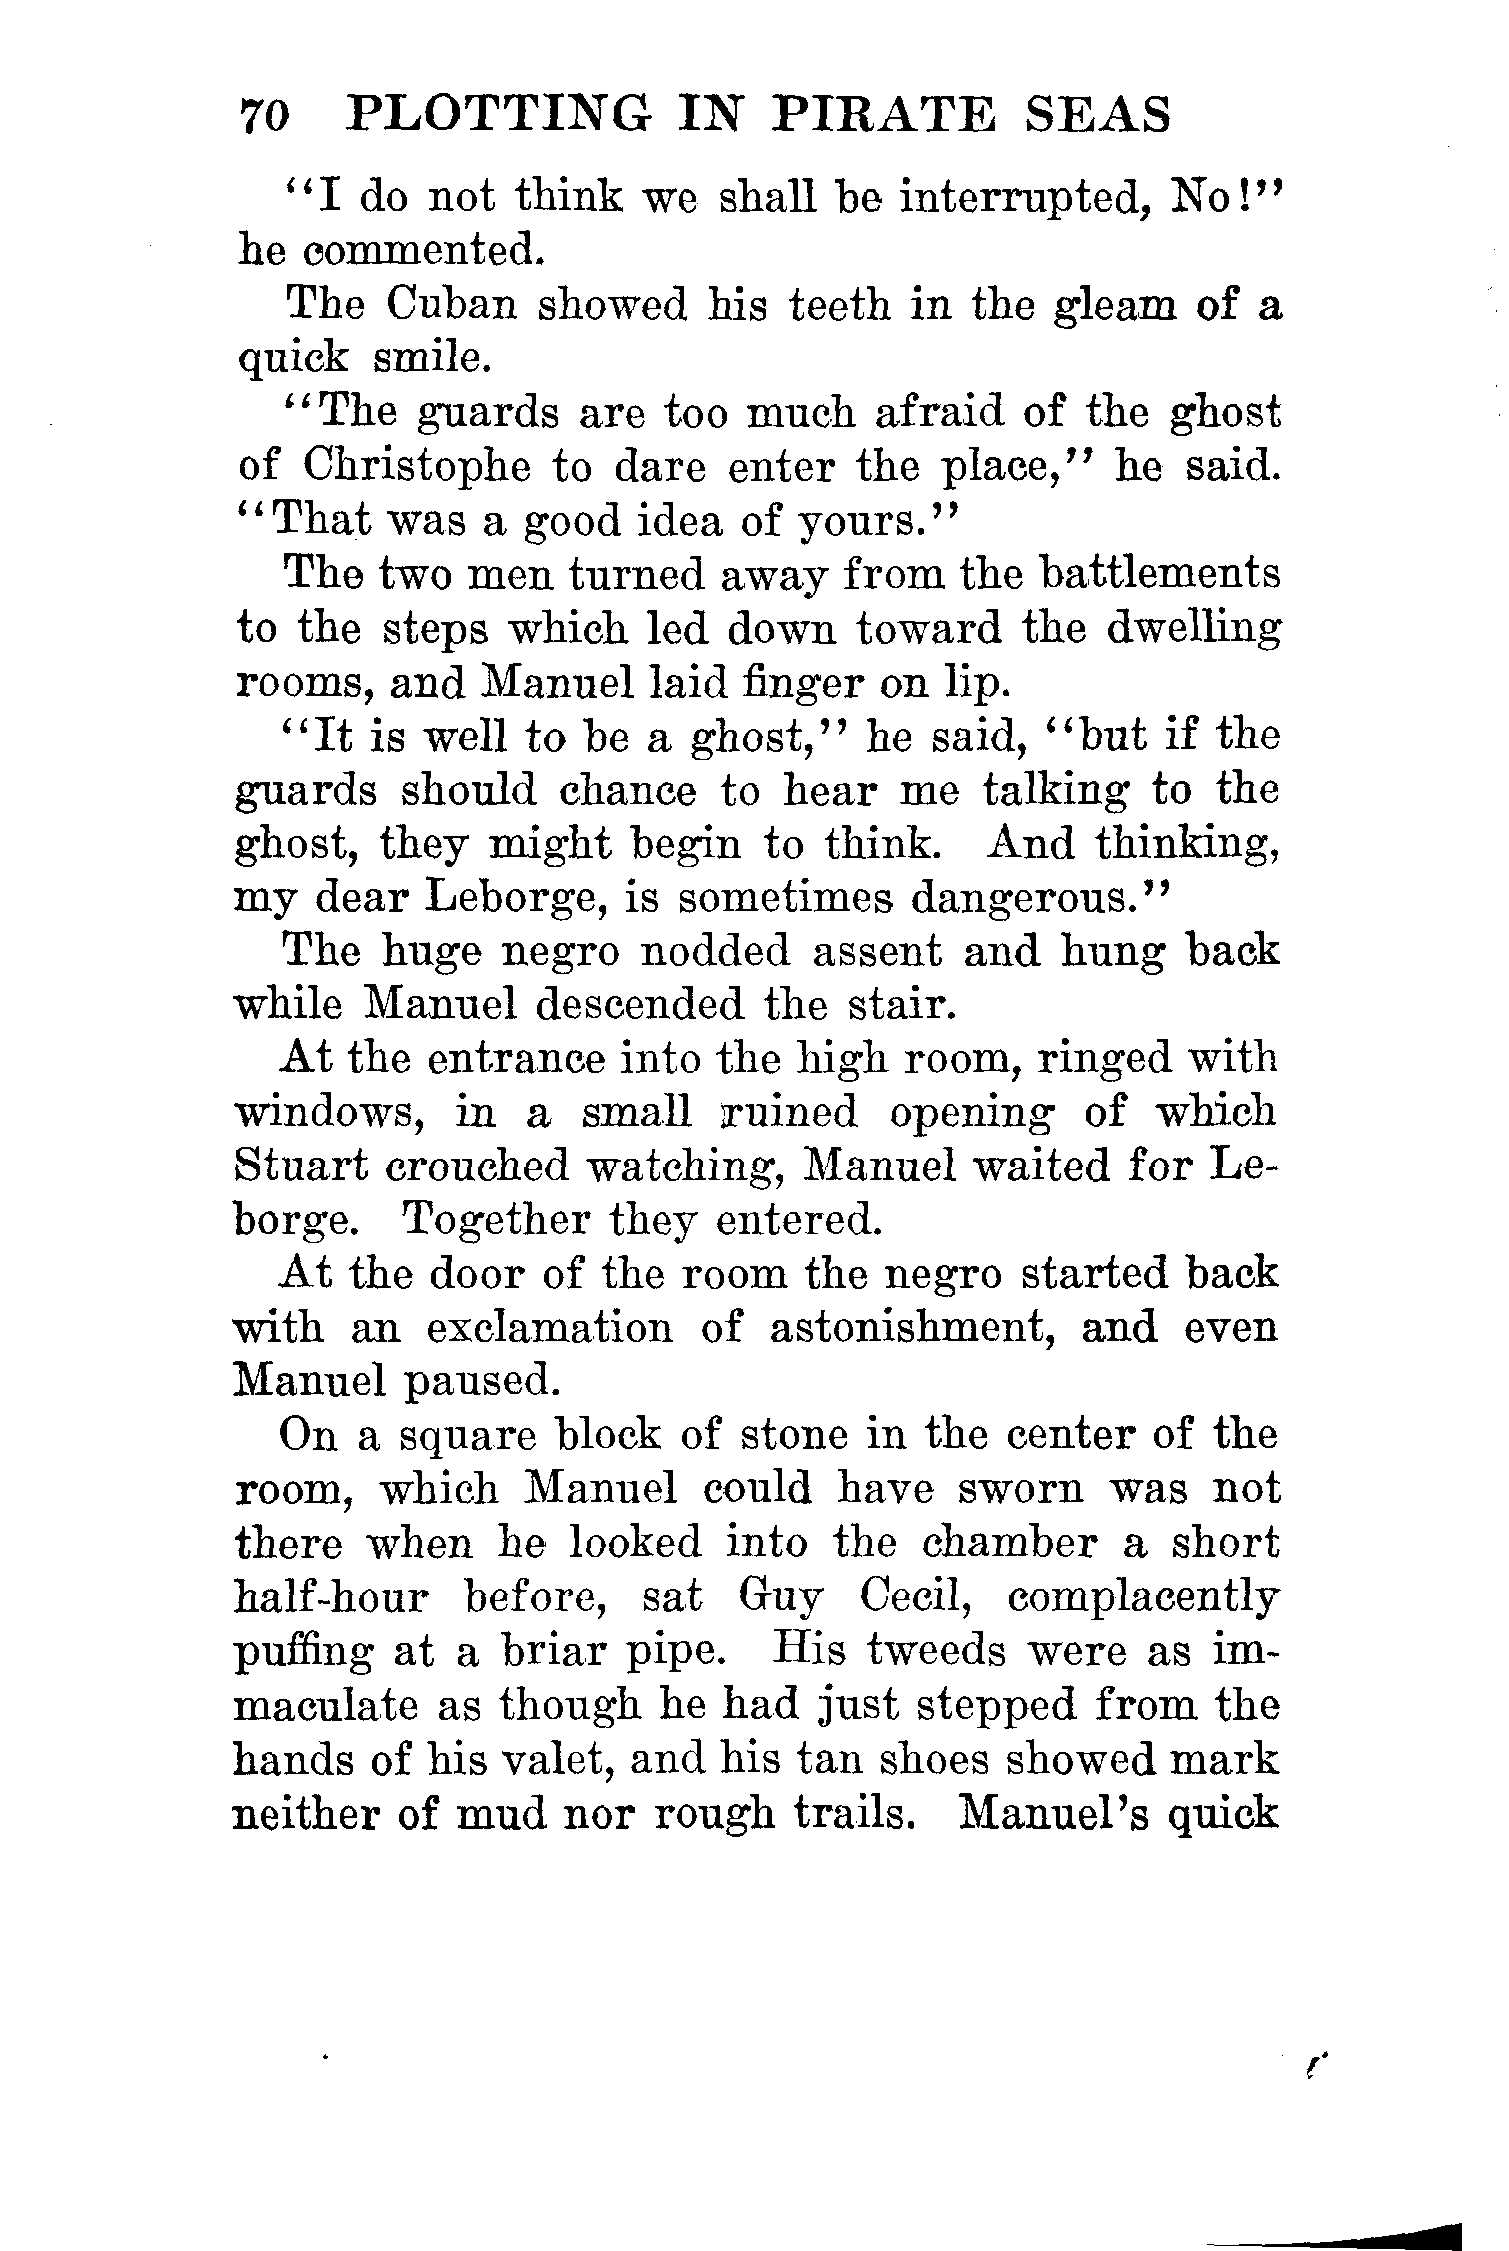 70 PLOTTING IN PIRATE SEAS
“I do not think we shall be interrupted, No!”
he commented.
The Cuban showed his teeth in the gleam of a
quick smile.
“The guards are too much afraid of the ghost
of Christophe to dare enter the place,” he said.
“That was a good idea of yours.”
The two men turned away from the battlements
to the steps which led down toward the dwelling
rooms, and Manuel laid finger on lip.
“It is well to be a ghost,” he said, “but if the
guards should chance to hear me talking to the
ghost, they might begin to think. And thinking,
my dear Leborge, is sometimes dangerous.”
The huge negro nodded assent and hung back
while Manuel descended the stair.
At the entrance into the high room, ringed with
windows, in a small ruined opening of which
Stuart crouched watching, Manuel waited for Le-
borge. Together they entered.
At the door of the room the negro started back
with an exclamation of astonishment, and even
Manuel paused.
On a square block of stone in the center of the
room, which Manuel could have sworn was not
there when he looked into the chamber a short
half-hour before, sat Guy Cecil, complacently
puffing at a briar pipe. His tweeds were as im-
maculate as though he had just stepped from the
hands of his valet, and his tan shoes showed mark
neither of mud nor rough trails. Manuel’s quick